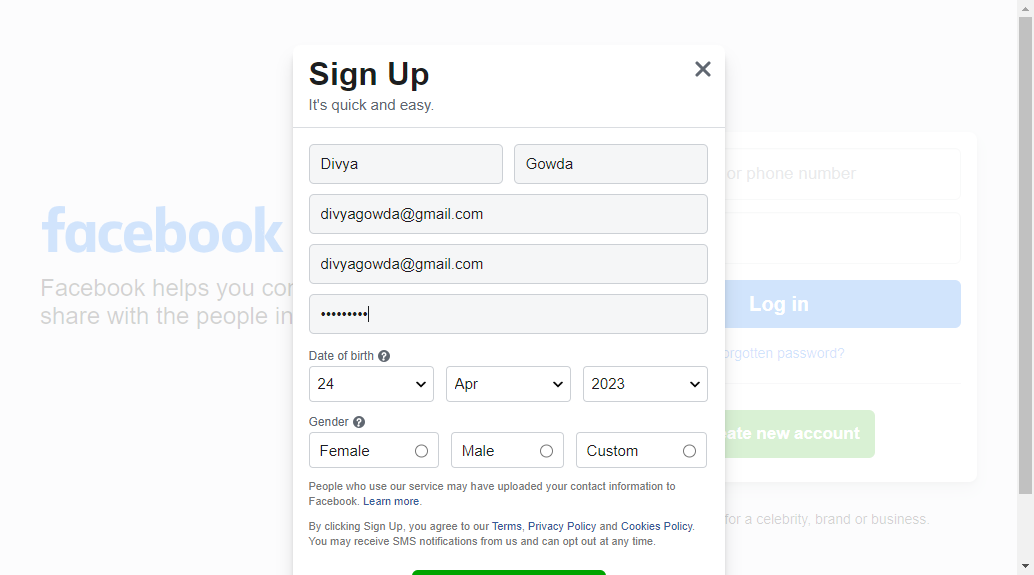 Sign Up
It's quick and easy.
Divya
Gowda
divyagowda@gmail.com
divyagowda@gmail.com
•••••••••
Date of birth ?
24
Apr
2023
Gender ?
Female
Male
Custom
People who use our service may have uploaded your contact information to
Facebook. Learn more.
By clicking Sign Up, you agree to our Terms, Privacy Policy and Cookies Policy.
You may receive SMS notifications from us and can opt out at any time.
facebook
Facebook helps you
share with the people in
or phone number
Log in
password?
new account
for a celebrity, brand or business.